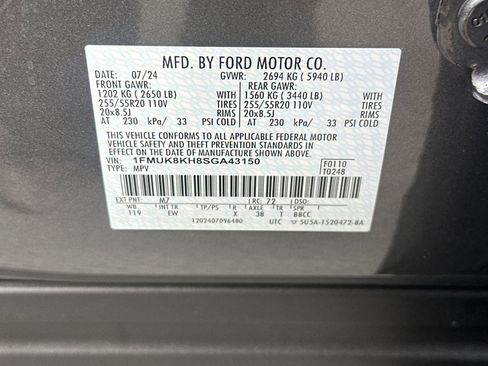 MFD. BY FORD MOTOR CO.
DATE: 07/24 GVWR: 2694 KG ( 5940 LB)
FRONT GAWR: REAR GAWR:
1202 KG ( 2650 LB) WITH 1560 KG ( 3440 LB) WITH
255/55R20 110V TIRES 255/55R20 110V TIRES
20x8.5J RIMS 20x8.5J RIMS
AT 230 kPa/ 33 PSI COLD AT 230 kPa/ 33 PSI COLD
THIS VEHICLE CONFORMS TO ALL APPLICABLE FEDERAL MOTOR
VEHICLE SAFETY AND THEFT PREVENTION STANDARDS IN EFFECT
ON THE DATE OF MANUFACTURE SHOWN ABOVE.
VIN: 1FMUK8KH8SGA43150 F0110
TYPE: MPV T0248
EXT PNT: M7 RC: 72 DSO:
WB INT TR TP/PS R AXLE TR SPR
119 EW X 38 T BBCC
1202407096480 UTC 5U5A-1520472-BA